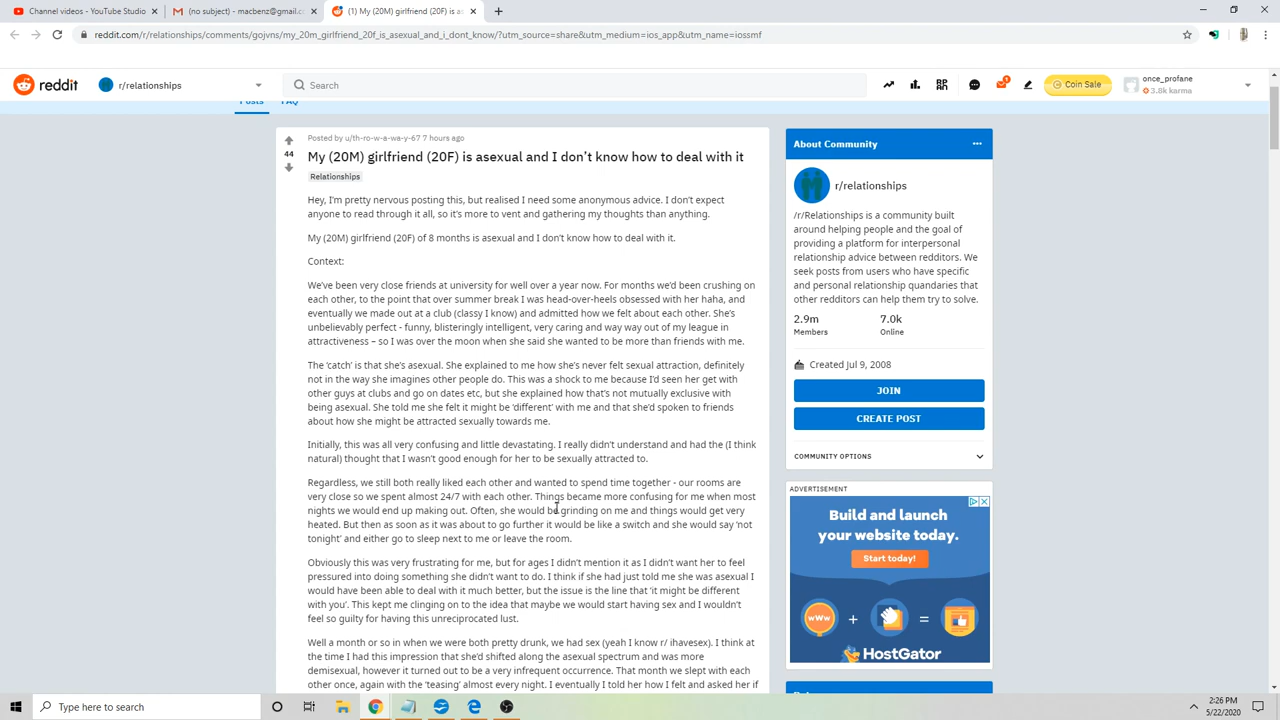 Channel videos - YouTube Studio
(no subject) - macbenz@gmail.co
(1) My (20M) girlfriend (20F) is as
reddit.com/r/relationships/comments/gojvns/my_20m_girlfriend_20f_is_asexual_and_i_dont_know/?utm_source=share&utm_medium=ios_app&utm_name=iossmf
reddit
r/relationships
Search
1
Coin Sale
once_profane
3.8k karma
Posts
FAQ
Posted by u/th-ro-w-a-wa-y-67 7 hours ago
44
My (20M) girlfriend (20F) is asexual and I don't know how to deal with it
Relationships
Hey, I'm pretty nervous posting this, but realised I need some anonymous advice. I don't expect
anyone to read through it all, so it's more to vent and gathering my thoughts than anything.
My (20M) girlfriend (20F) of 8 months is asexual and I don't know how to deal with it.
Context:
We've been very close friends at university for well over a year now. For months we'd been crushing on
each other, to the point that over summer break I was head-over-heels obsessed with her haha, and
eventually we made out at a club (classy I know) and admitted how we felt about each other. She's
unbelievably perfect - funny, blisteringly intelligent, very caring and way way out of my league in
attractiveness – so I was over the moon when she said she wanted to be more than friends with me.
The 'catch' is that she's asexual. She explained to me how she's never felt sexual attraction, definitely
not in the way she imagines other people do. This was a shock to me because I'd seen her get with
other guys at clubs and go on dates etc, but she explained how that's not mutually exclusive with
being asexual. She told me she felt it might be 'different' with me and that she'd spoken to friends
about how she might be attracted sexually towards me.
Initially, this was all very confusing and little devastating. I really didn't understand and had the (I think
natural) thought that I wasn't good enough for her to be sexually attracted to.
Regardless, we still both really liked each other and wanted to spend time together - our rooms are
very close so we spent almost 24/7 with each other. Things became more confusing for me when most
nights we would end up making out. Often, she would be grinding on me and things would get very
heated. But then as soon as it was about to go further it would be like a switch and she would say 'not
tonight' and either go to sleep next to me or leave the room.
Obviously this was very frustrating for me, but for ages I didn't mention it as I didn't want her to feel
pressured into doing something she didn't want to do. I think if she had just told me she was asexual I
would have been able to deal with it much better, but the issue is the line that 'it might be different
with you'. This kept me clinging on to the idea that maybe we would start having sex and I wouldn't
feel so guilty for having this unreciprocated lust.
Well a month or so in when we were both pretty drunk, we had sex (yeah I know r/ ihavesex). I think at
the time I had this impression that she'd shifted along the asexual spectrum and was more
demisexual, however it turned out to be a very infrequent occurrence. That month we slept with each
other once, again with the 'teasing' almost every night. I eventually I told her how I felt and asked her if
About Community
r/relationships
/r/Relationships is a community built
around helping people and the goal of
providing a platform for interpersonal
relationship advice between redditors. We
seek posts from users who have specific
and personal relationship quandaries that
other redditors can help them try to solve.
2.9m
Members
7.0k
Online
Created Jul 9, 2008
JOIN
CREATE POST
COMMUNITY OPTIONS
ADVERTISEMENT
Build and launch
your website today.
Start today!
www
+
=
HostGator
Type here to search
2:26 PM
5/22/2020